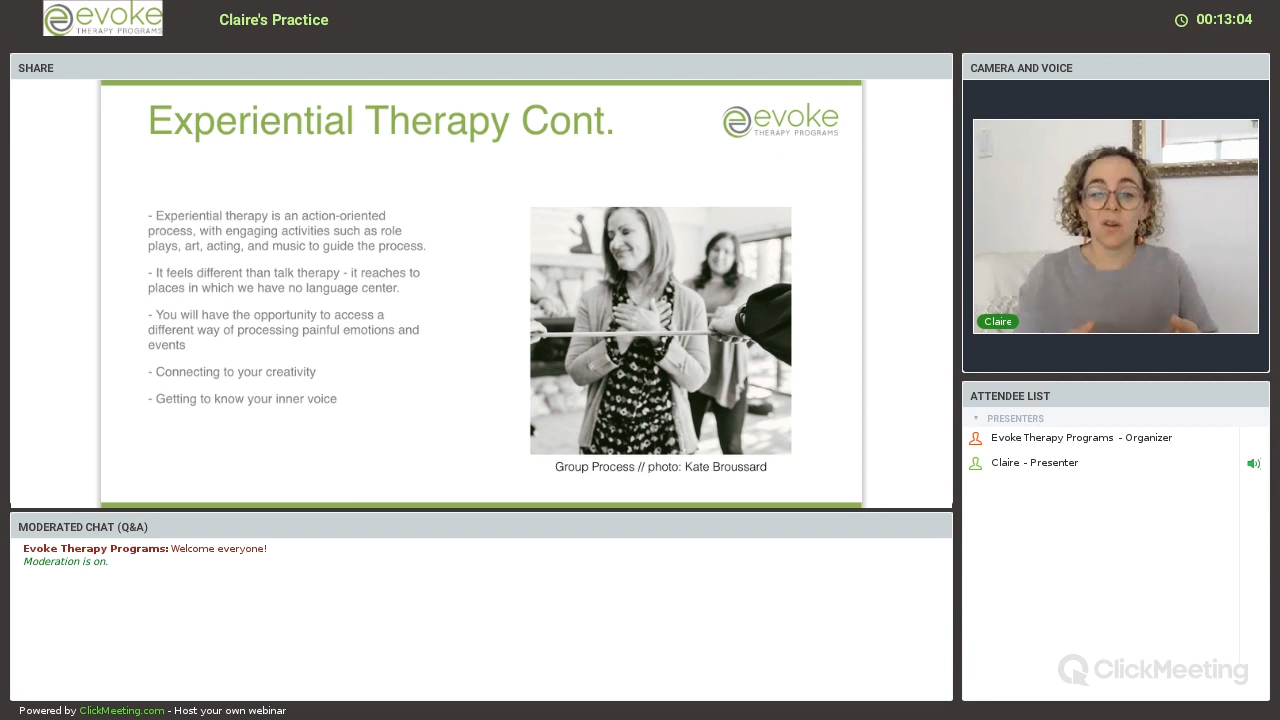 evoke
THERAPY PROGRAMS
Claire's Practice
00:13:04
SHARE
Experiential Therapy Cont.
evoke
THERAPY PROGRAMS
- Experiential therapy is an action-oriented
process, with engaging activities such as role
plays, art, acting, and music to guide the process.
- It feels different than talk therapy - it reaches to
places in which we have no language center.
- You will have the opportunity to access a
different way of processing painful emotions and
events
- Connecting to your creativity
- Getting to know your inner voice
Group Process // photo: Kate Broussard
CAMERA AND VOICE
Claire
ATTENDEE LIST
PRESENTERS
Evoke Therapy Programs - Organizer
Claire - Presenter
ClickMeeting
MODERATED CHAT (Q&A)
Evoke Therapy Programs: Welcome everyone!
Moderation is on.
Powered by ClickMeeting.com - Host your own webinar